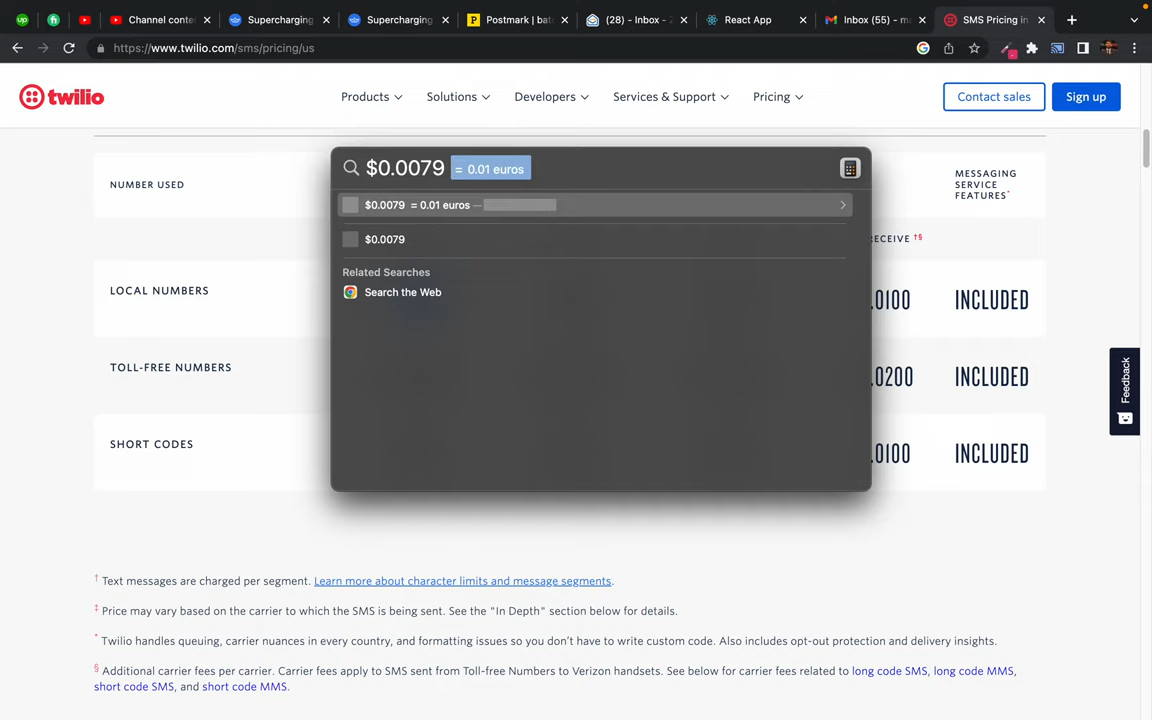 Channel conte
Supercharging
Supercharging
Postmark | bat
(28) - Inbox -
React App
Inbox (55) - m
SMS Pricing in
https://www.twilio.com/sms/pricing/us
twilio
Products
Solutions
Developers
Services & Support
Pricing
Contact sales
Sign up
$0.0079 = 0.01 euros
$0.0079 = 0.01 euros —
$0.0079
Related Searches
Search the Web
NUMBER USED
MESSAGING
SERVICE
FEATURES*
RECEIVE †§
LOCAL NUMBERS
.0100
INCLUDED
TOLL-FREE NUMBERS
.0200
INCLUDED
SHORT CODES
.0100
INCLUDED
Feedback
† Text messages are charged per segment. Learn more about character limits and message segments.
‡ Price may vary based on the carrier to which the SMS is being sent. See the "In Depth" section below for details.
* Twilio handles queuing, carrier nuances in every country, and formatting issues so you don’t have to write custom code. Also includes opt-out protection and delivery insights.
§ Additional carrier fees per carrier. Carrier fees apply to SMS sent from Toll-free Numbers to Verizon handsets. See below for carrier fees related to long code SMS, long code MMS,
short code SMS, and short code MMS.